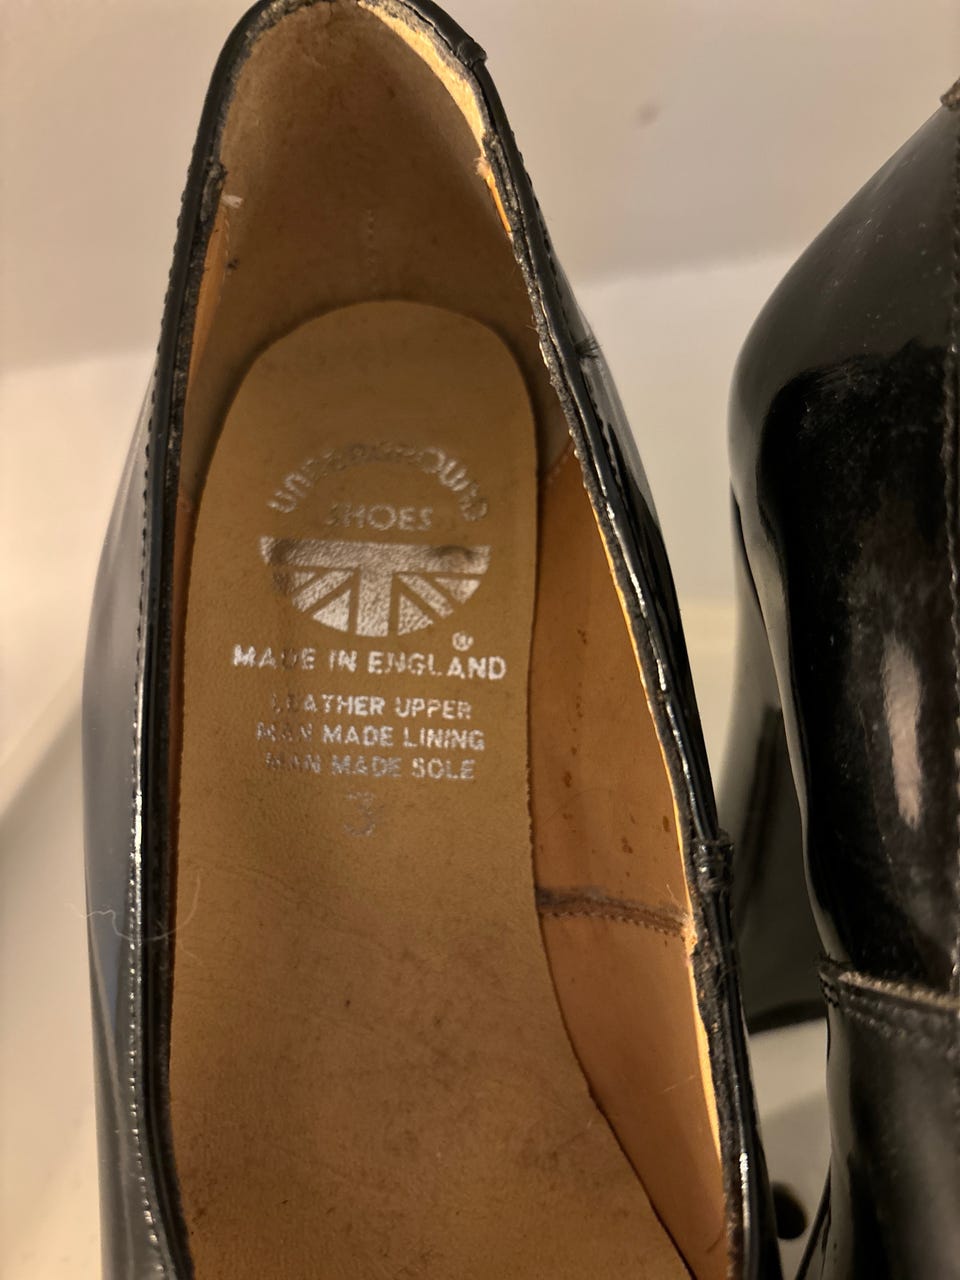 UNDERGROUND
SHOES
®
MADE IN ENGLAND
LEATHER UPPER
MAN MADE LINING
MAN MADE SOLE
3